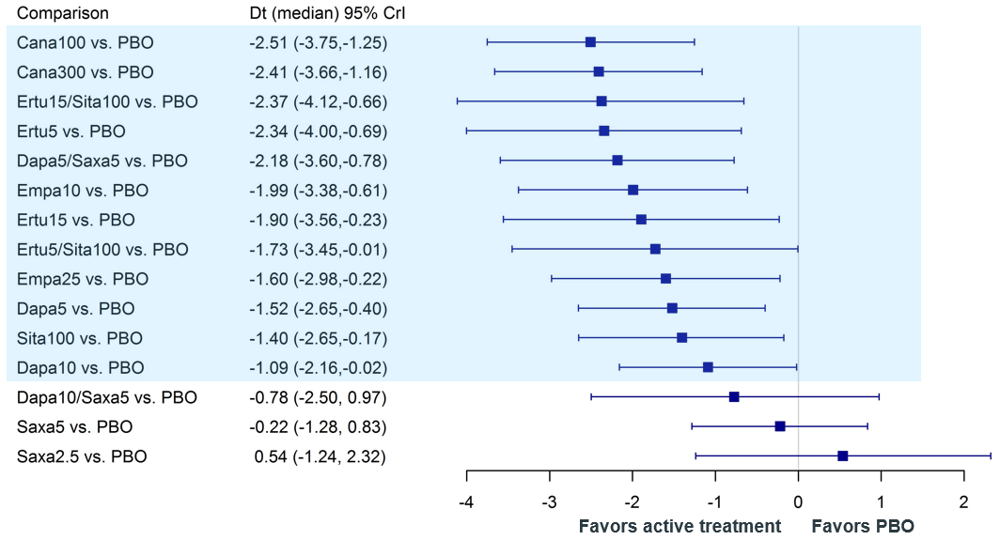 Comparison Dt (median) 95% CrI
Cana100 vs. PBO -2.51 (-3.75,-1.25)
Cana300 vs. PBO -2.41 (-3.66,-1.16)
Ertu15/Sita100 vs. PBO -2.37 (-4.12,-0.66)
Ertu5 vs. PBO -2.34 (-4.00,-0.69)
Dapa5/Saxa5 vs. PBO -2.18 (-3.60,-0.78)
Empa10 vs. PBO -1.99 (-3.38,-0.61)
Ertu15 vs. PBO -1.90 (-3.56,-0.23)
Ertu5/Sita100 vs. PBO -1.73 (-3.45,-0.01)
Empa25 vs. PBO -1.60 (-2.98,-0.22)
Dapa5 vs. PBO -1.52 (-2.65,-0.40)
Sita100 vs. PBO -1.40 (-2.65,-0.17)
Dapa10 vs. PBO -1.09 (-2.16,-0.02)
Dapa10/Saxa5 vs. PBO -0.78 (-2.50, 0.97)
Saxa5 vs. PBO -0.22 (-1.28, 0.83)
Saxa2.5 vs. PBO 0.54 (-1.24, 2.32)
-4 -3 -2 -1 0 1 2
Favors active treatment Favors PBO